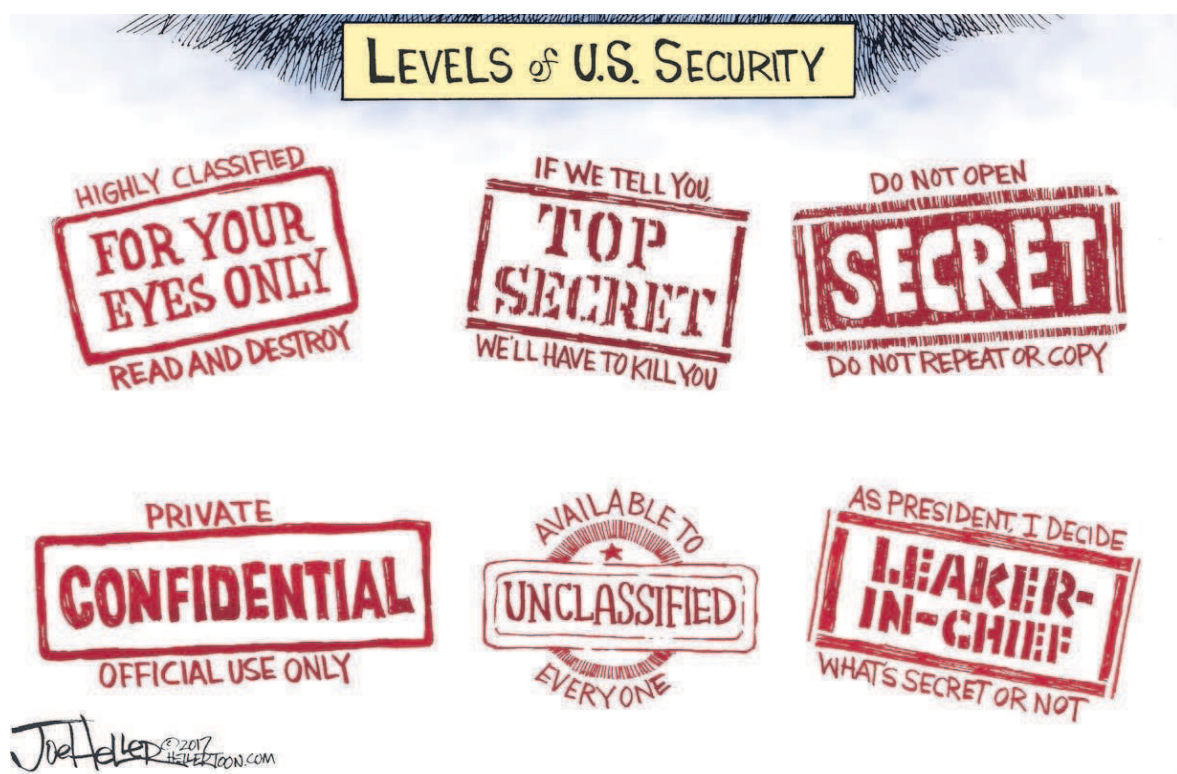 LEVELS of U.S. SECURITY
HIGHLY CLASSIFIED
FOR YOUR
EYES ONLY
READ AND DESTROY
IF WE TELL YOU,
TOP
SECRET
WE'LL HAVE TO KILL YOU
DO NOT OPEN
SECRET
DO NOT REPEAT OR COPY
PRIVATE
CONFIDENTIAL
OFFICIAL USE ONLY
AVAILABLE TO
UNCLASSIFIED
EVERYONE
AS PRESIDENT, I DECIDE
LEAKER-
IN-CHIEF
WHAT'S SECRET OR NOT
JOE HELLER © 2017
HELLERTOON.COM